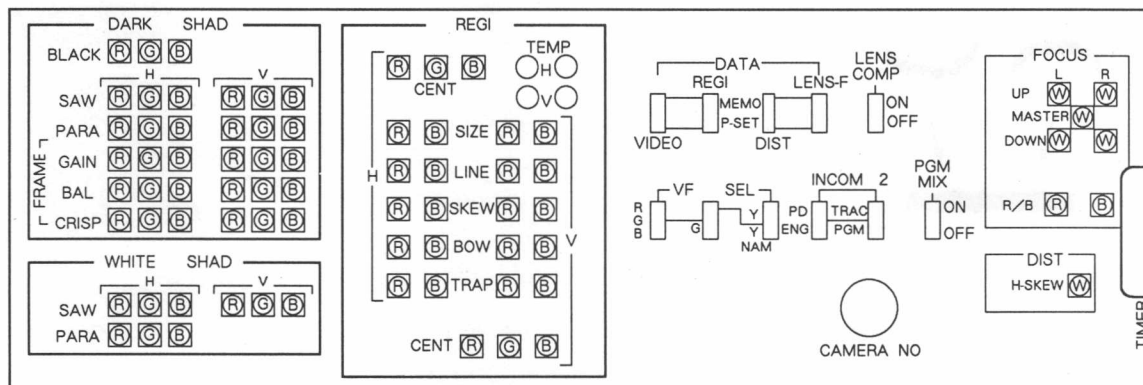 DARK SHAD
BLACK R G B
H V
SAW R G B R G B
PARA R G B R G B
FRAME
GAIN R G B R G B
BAL R G B R G B
CRISP R G B R G B
WHITE SHAD
H V
SAW R G B R G B
PARA R G B
REGI
R G B
CENT
TEMP
H
V
H
R B SIZE R B
R B LINE R B
R B SKEW R B
R B BOW R B
R B TRAP R B
V
CENT R G B
DATA
REGI LENS-F
MEMO
P-SET
VIDEO DIST
LENS
COMP
ON
OFF
VF SEL
R
G
B
G
Y
Y
NAM
INCOM 2
PD TRAC
ENG PGM
PGM
MIX
ON
OFF
CAMERA NO
FOCUS
L R
UP W W
MASTER W
DOWN W W
R/B R B
DIST
H-SKEW W
TIMER